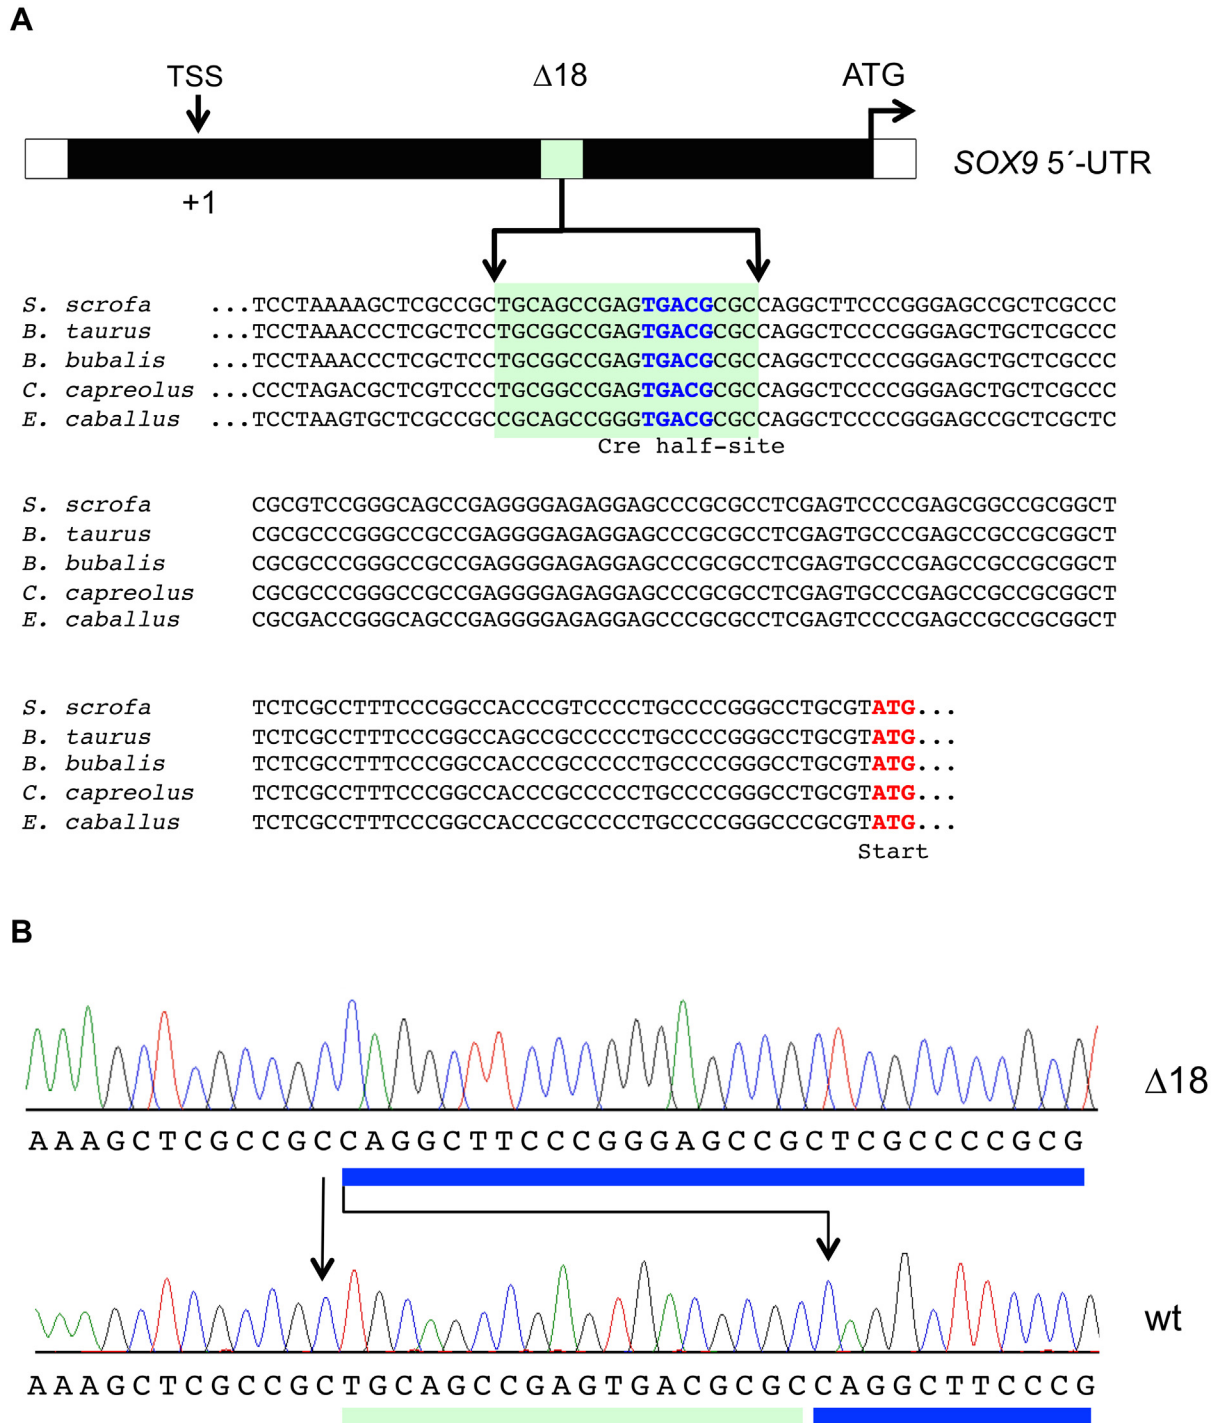 A
TSS Δ18 ATG
SOX9 5´-UTR
+1
S. scrofa ...TCCTAAAAGCTCGCCGCTGCAGCCGAGTGACGCGCCAGGCTTCCCGGGAGCCGCTCGCCC
B. taurus ...TCCTAAACCCTCGCTCCTGCGGCCGAGTGACGCGCCAGGCTCCCCGGGAGCTGCTCGCCC
B. bubalis ...TCCTAAACCCTCGCTCCTGCGGCCGAGTGACGCGCCAGGCTCCCCGGGAGCTGCTCGCCC
C. capreolus ...CCCTAGACGCTCGTCCCTGCGGCCGAGTGACGCGCCAGGCTCCCCGGGAGCTGCTCGCCC
E. caballus ...TCCTAAGTGCTCGCCGCCGCAGCCGGGTGACGCGCCAGGCTCCCCGGGAGCCGCTCGCTC
Cre half-site
S. scrofa CGCGTCCGGGCAGCCGAGGGGAGAGGAGCCCGCGCCTCGAGTCCCCGAGCGGCCGCGGCT
B. taurus CGCGCCCGGGCCGCCGAGGGGAGAGGAGCCCGCGCCTCGAGTGCCCGAGCCGCCGCGGCT
B. bubalis CGCGCCCGGGCCGCCGAGGGGAGAGGAGCCCGCGCCTCGAGTGCCCGAGCCGCCGCGGCT
C. capreolus CGCGCCCGGGCCGCCGAGGGGAGAGGAGCCCGCGCCTCGAGTGCCCGAGCCGCCGCGGCT
E. caballus CGCGACCGGGCAGCCGAGGGGAGAGGAGCCCGCGCCTCGAGTCCCCGAGCCGCCGCGGCT
S. scrofa TCTCGCCTTTCCCGGCCACCCGTCCCCTGCCCCGGGCCTGCGTATG...
B. taurus TCTCGCCTTTCCCGGCCAGCCGCCCCCTGCCCCGGGCCTGCGTATG...
B. bubalis TCTCGCCTTTCCCGGCCACCCGCCCCCTGCCCCGGGCCTGCGTATG...
C. capreolus TCTCGCCTTTCCCGGCCACCCGCCCCCTGCCCCGGGCCTGCGTATG...
E. caballus TCTCGCCTTTCCCGGCCACCCGCCCCCTGCCCCGGGCCCGCGTATG...
Start
B
Δ18
AAAGCTCGCCGCCAGGCTTCCCGGGAGCCGCTCGCCCCGCG
wt
AAAGCTCGCCGCTGCAGCCGAGTGACGCGCCAGGCTTCCCG